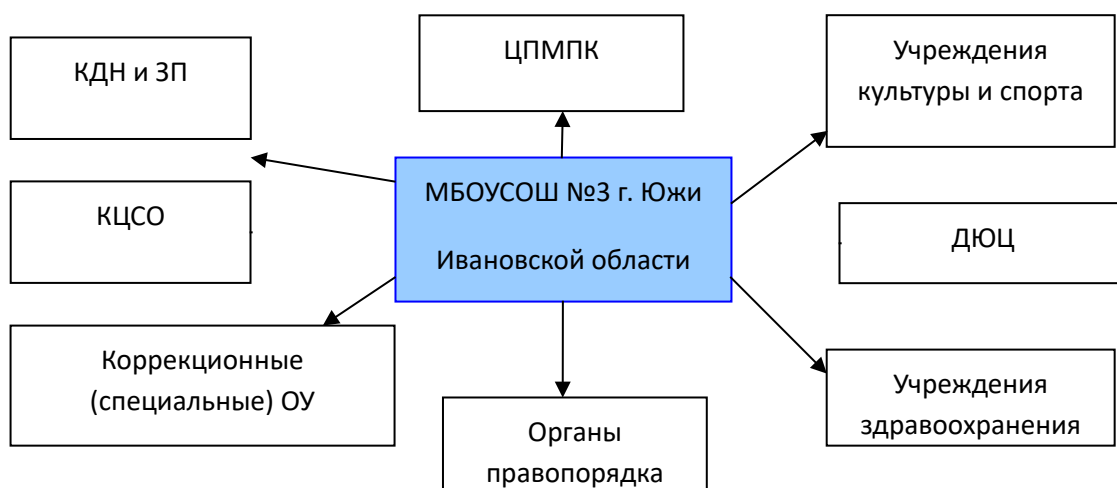 КДН и ЗП
ЦПМПК
Учреждения
культуры и спорта
МБОУСОШ №3 г. Южи
Ивановской области
КЦСО
ДЮЦ
Коррекционные
(специальные) ОУ
Органы
правопорядка
Учреждения
здравоохранения